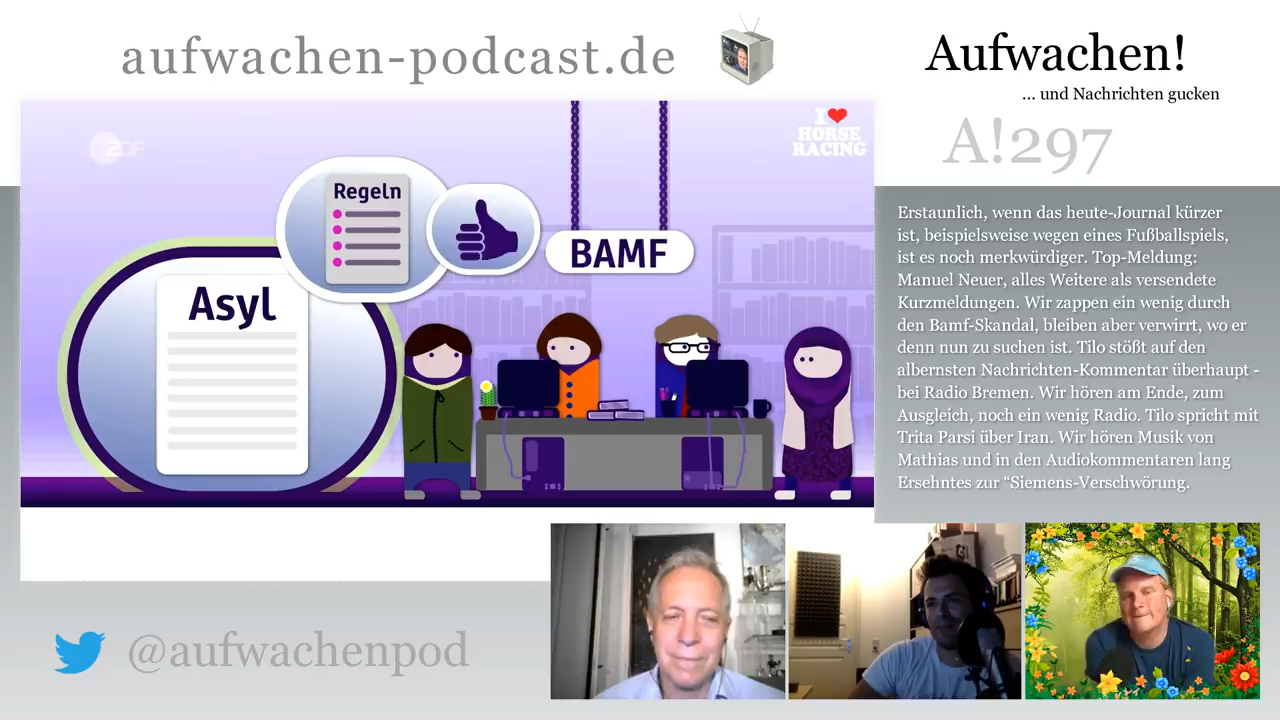 aufwachen-podcast.de
Aufwachen!
... und Nachrichten gucken
A!297
ZDF
I
HORSE
RACING
Regeln
BAMF
Asyl
Erstaunlich, wenn das heute-Journal kürzer
ist, beispielsweise wegen eines Fußballspiels,
ist es noch merkwürdiger. Top-Meldung:
Manuel Neuer, alles Weitere als versendete
Kurzmeldungen. Wir zappen ein wenig durch
den Bamf-Skandal, bleiben aber verwirrt, wo er
denn nun zu suchen ist. Tilo stößt auf den
albernsten Nachrichten-Kommentar überhaupt -
bei Radio Bremen. Wir hören am Ende, zum
Ausgleich, noch ein wenig Radio. Tilo spricht mit
Trita Parsi über Iran. Wir hören Musik von
Mathias und in den Audiokommentaren lang
Ersehntes zur “Siemens-Verschwörung.
@aufwachenpod